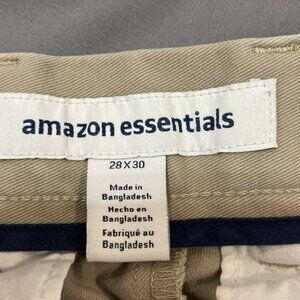 amazon essentials
28X30
Made in
Bangladesh
Hecho en
Bangladesh
Fabriqué au
Bangladesh